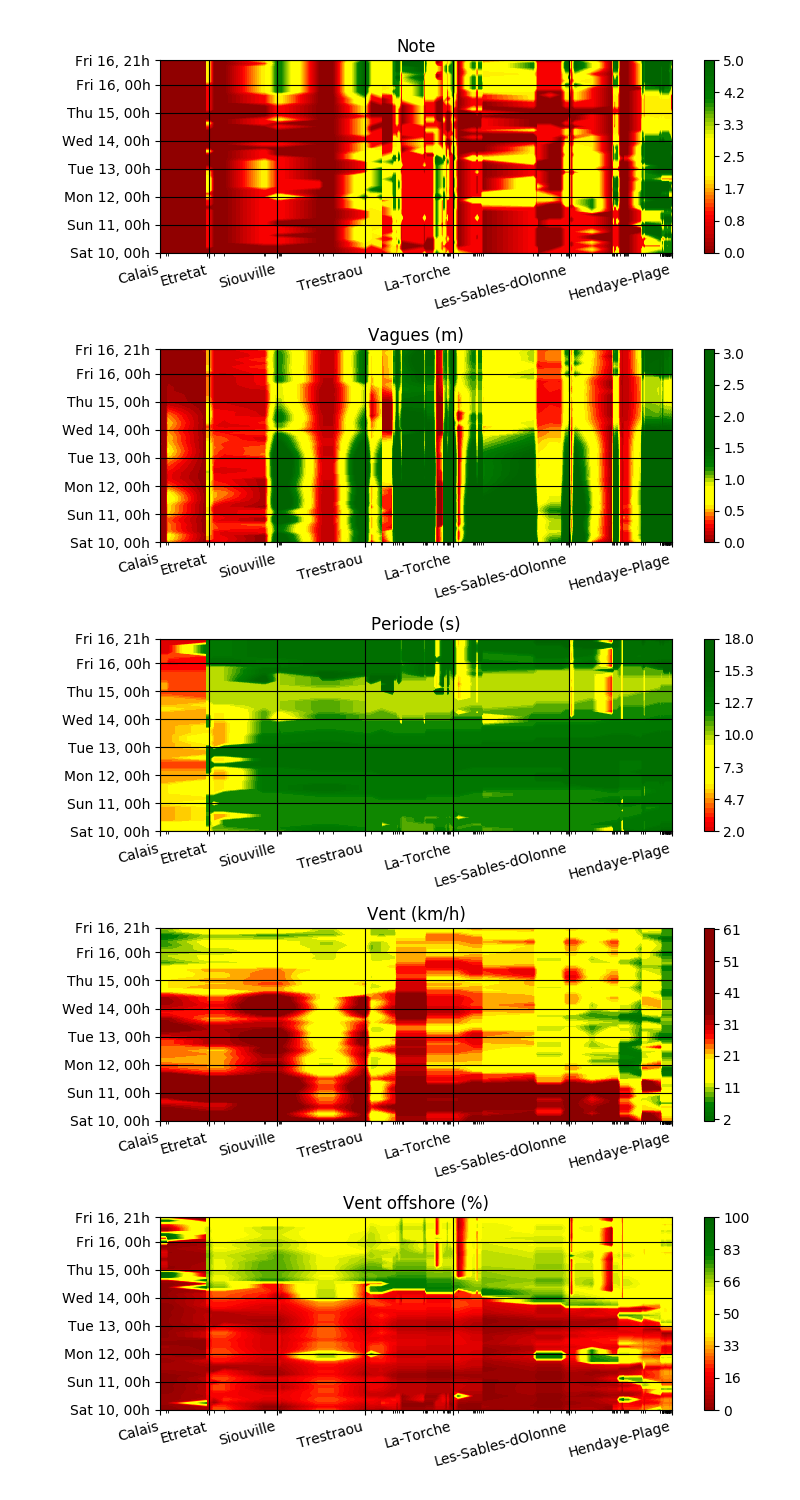 Note
Fri 16, 21h
Fri 16, 00h
Thu 15, 00h
Wed 14, 00h
Tue 13, 00h
Mon 12, 00h
Sun 11, 00h
Sat 10, 00h
Calais
Etretat
Siouville
Trestraou
La-Torche
Les-Sables-dOlonne
Hendaye-Plage
5.0
4.2
3.3
2.5
1.7
0.8
0.0
Vagues (m)
Fri 16, 21h
Fri 16, 00h
Thu 15, 00h
Wed 14, 00h
Tue 13, 00h
Mon 12, 00h
Sun 11, 00h
Sat 10, 00h
Calais
Etretat
Siouville
Trestraou
La-Torche
Les-Sables-dOlonne
Hendaye-Plage
3.0
2.5
2.0
1.5
1.0
0.5
0.0
Periode (s)
Fri 16, 21h
Fri 16, 00h
Thu 15, 00h
Wed 14, 00h
Tue 13, 00h
Mon 12, 00h
Sun 11, 00h
Sat 10, 00h
Calais
Etretat
Siouville
Trestraou
La-Torche
Les-Sables-dOlonne
Hendaye-Plage
18.0
15.3
12.7
10.0
7.3
4.7
2.0
Vent (km/h)
Fri 16, 21h
Fri 16, 00h
Thu 15, 00h
Wed 14, 00h
Tue 13, 00h
Mon 12, 00h
Sun 11, 00h
Sat 10, 00h
Calais
Etretat
Siouville
Trestraou
La-Torche
Les-Sables-dOlonne
Hendaye-Plage
61
51
41
31
21
11
2
Vent offshore (%)
Fri 16, 21h
Fri 16, 00h
Thu 15, 00h
Wed 14, 00h
Tue 13, 00h
Mon 12, 00h
Sun 11, 00h
Sat 10, 00h
Calais
Etretat
Siouville
Trestraou
La-Torche
Les-Sables-dOlonne
Hendaye-Plage
100
83
66
50
33
16
0